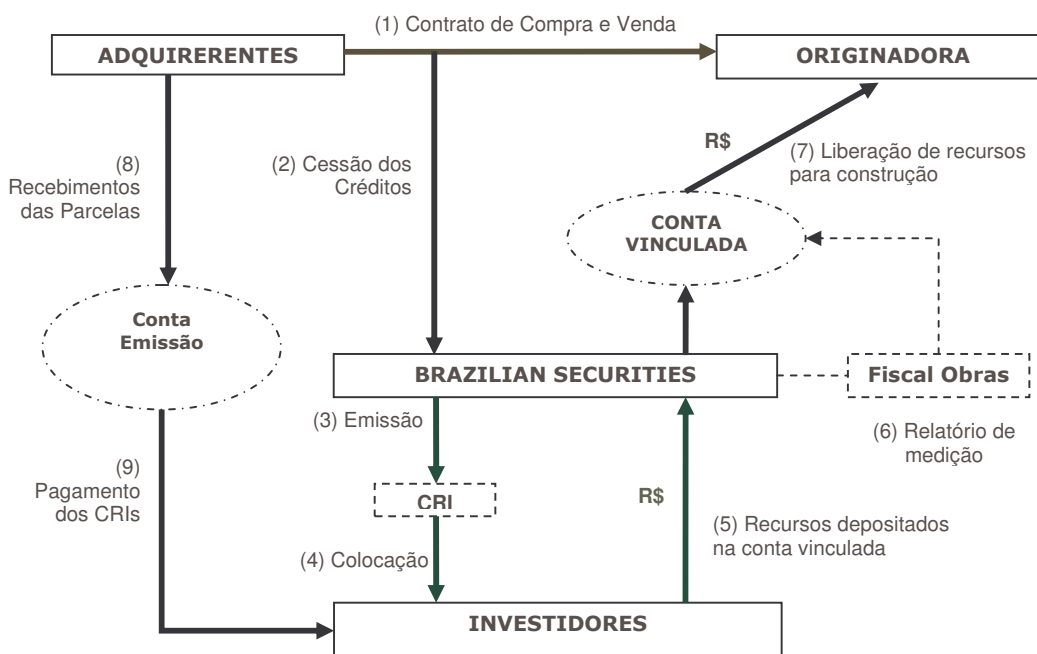 (1) Contrato de Compra e Venda
ADQUIRERENTES
ORIGINADORA
(8)
Recebimentos
das Parcelas
(2) Cessão dos
Créditos
R$
(7) Liberação de recursos
para construção
CONTA
VINCULADA
Conta
Emissão
BRAZILIAN SECURITIES
Fiscal Obras
(3) Emissão
(6) Relatório de
medição
(9)
Pagamento
dos CRIs
CRI
R$
(5) Recursos depositados
na conta vinculada
(4) Colocação
INVESTIDORES